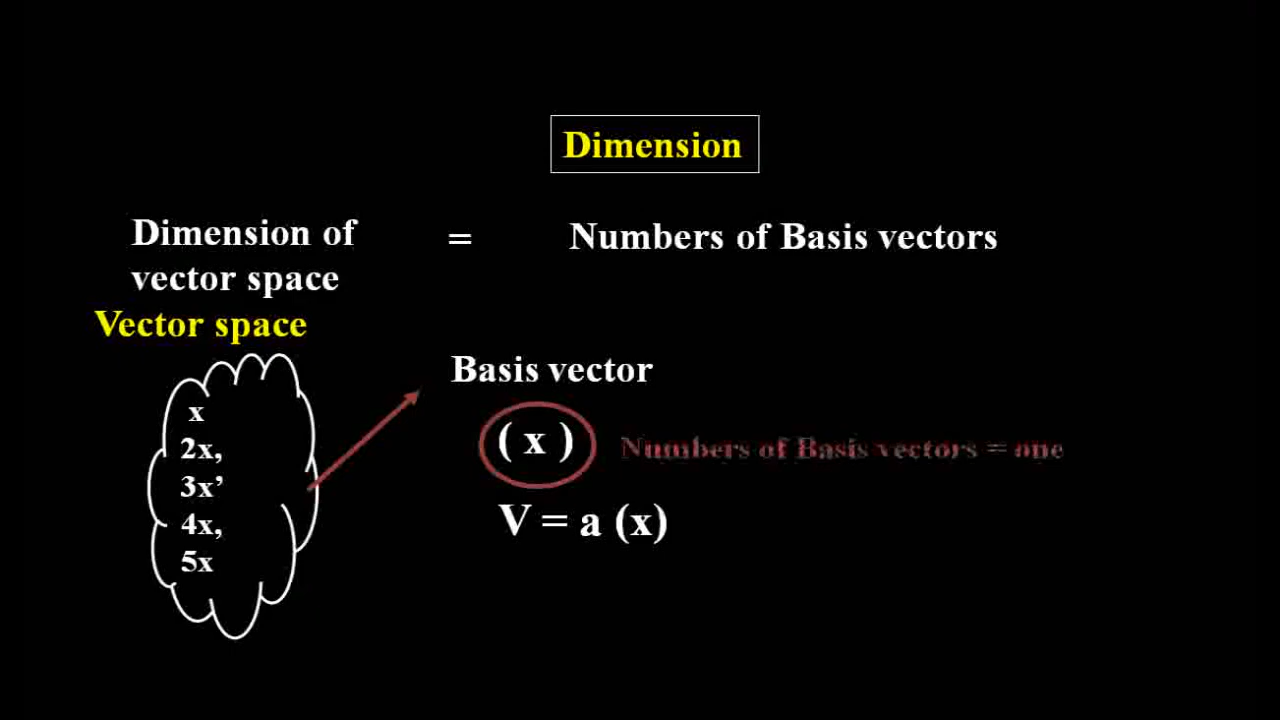 Dimension
Dimension of = Numbers of Basis vectors
vector space
Vector space
Basis vector
x
( x ) Numbers of Basis vectors = one
2x,
3x’
4x,
V = a (x)
5x